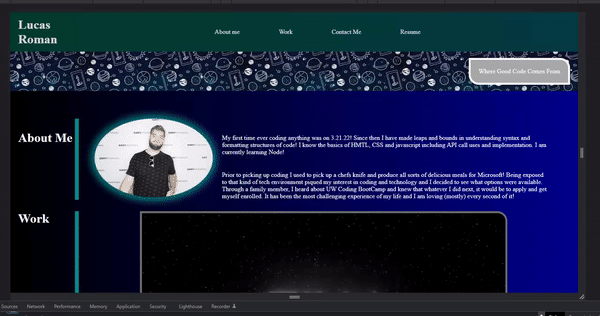 Lucas
Roman
About me
Work
Contact Me
Resume
Where Good Code Comes From
About Me
My first time ever coding anything was on 3.21.22! Since then I have made leaps and bounds in understanding syntax and
formatting structures of code! I know the basics of HMTL, CSS and javascript including API call uses and implementation. I am
currently learning Node!
Prior to picking up coding I used to pick up a chefs knife and produce all sorts of delicious meals for Microsoft! Being exposed
to that kind of tech environment piqued my interest in coding and technology and I decided to see what options were available.
Through a family member, I heard about UW Coding BootCamp and knew that whatever I did next, it would be to apply and get
myself enrolled. It has been the most challenging experience of my life and I am loving (mostly) every second of it!
Work
Sources
Network
Performance
Memory
Application
Security
Lighthouse
Recorder